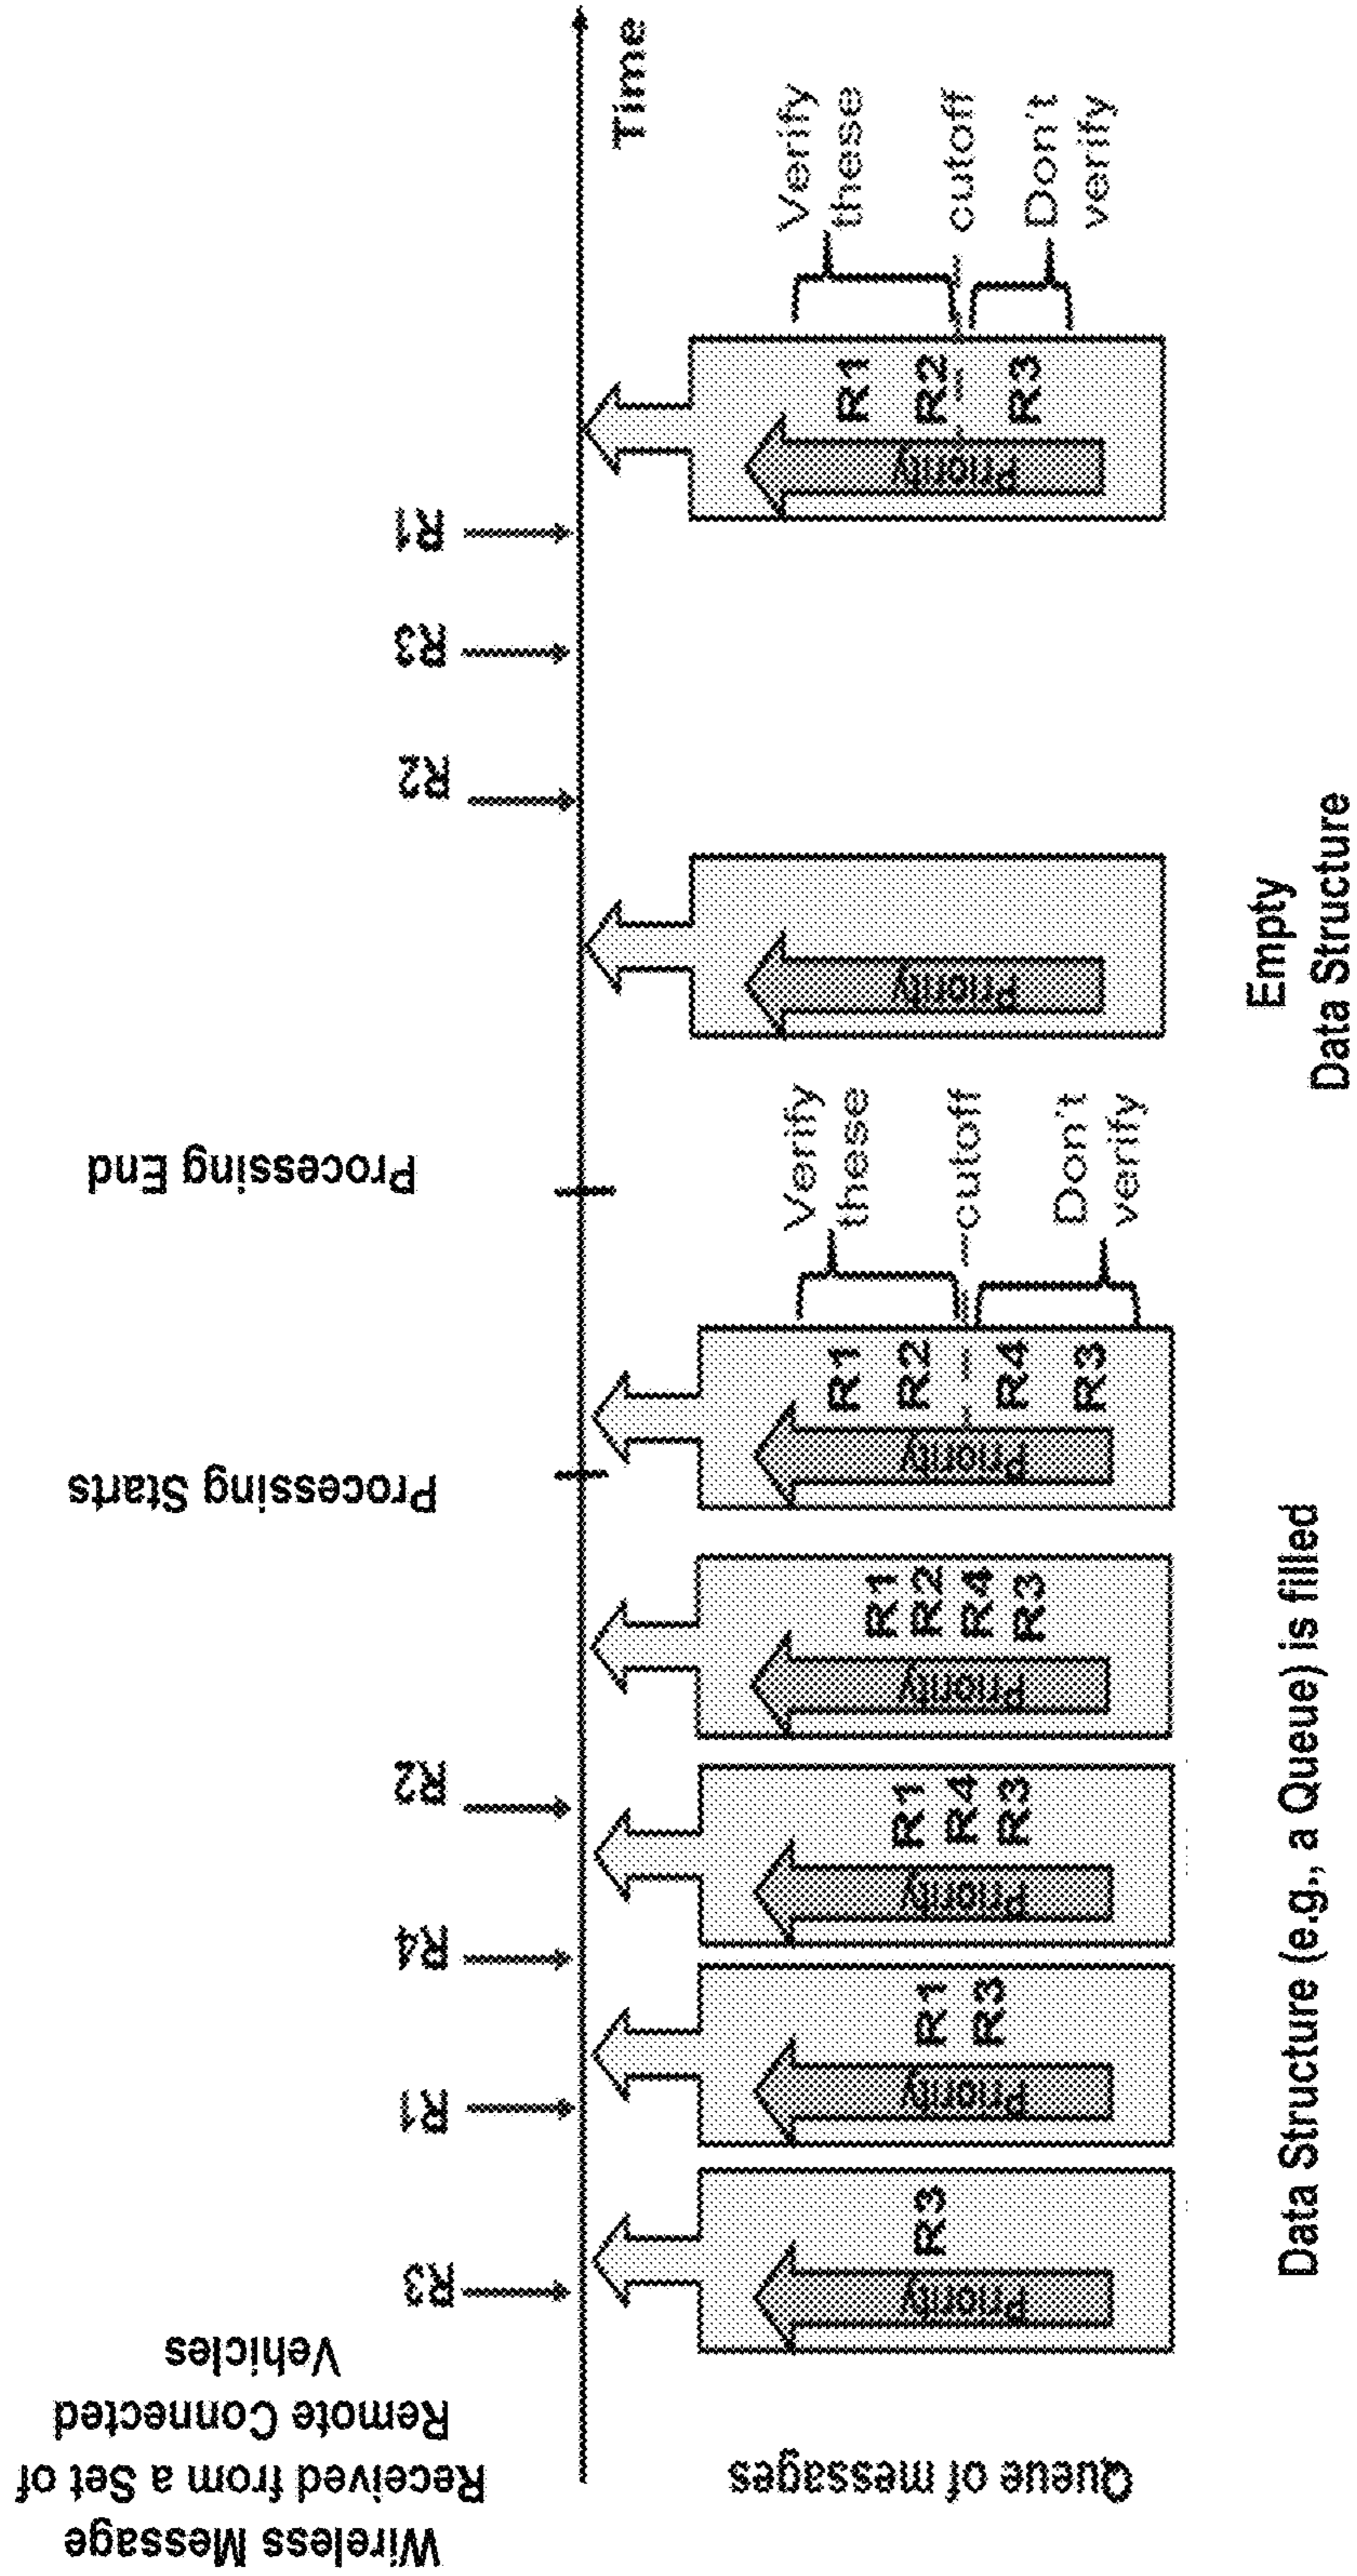 Wireless Message
Received from a Set of
Remote Connected
Vehicles
R3
R1
R4
R2
Processing Starts
Processing End
R2
R3
R1
Time
Queue of messages
Priority
R3
Priority
R1
R3
Priority
R1
R4
R3
Priority
R1
R2
R4
R3
Priority
R1
R2
R4
R3
Verify
these
cutoff
Don't
verify
Priority
Priority
R1
R2
R3
Verify
these
cutoff
Don't
verify
Data Structure (e.g., a Queue) is filled
Empty
Data Structure